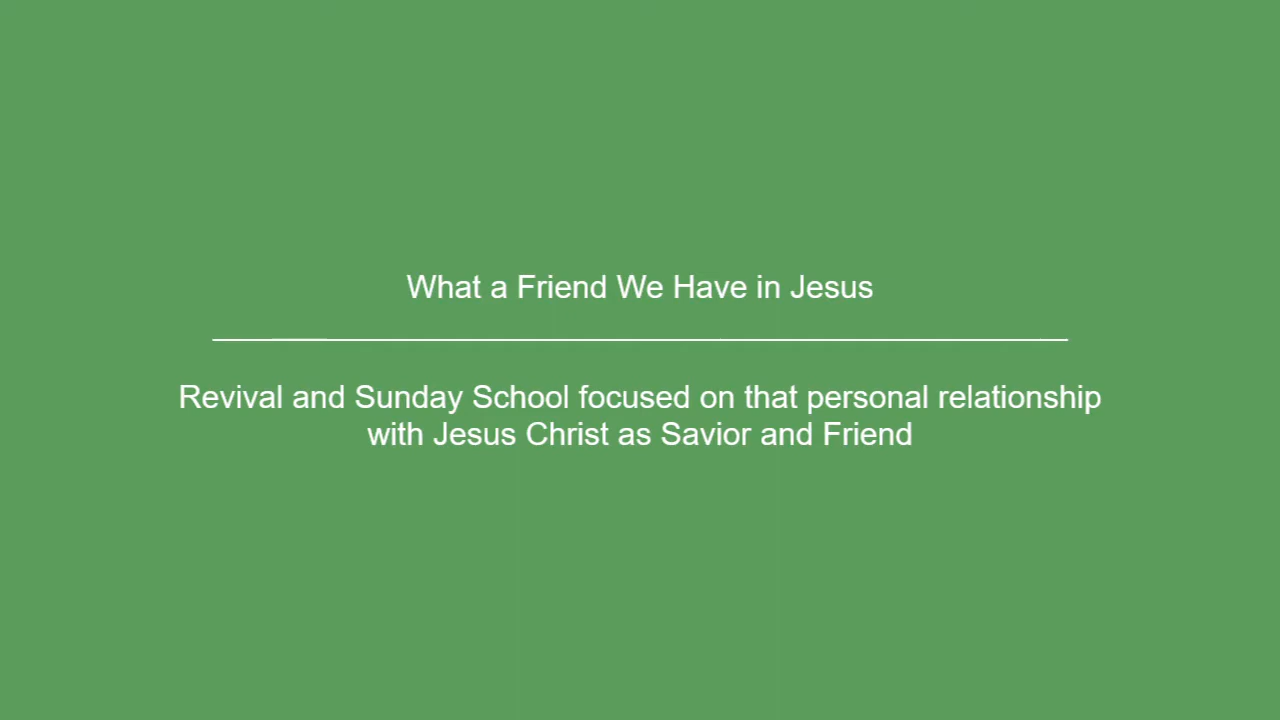 What a Friend We Have in Jesus
Revival and Sunday School focused on that personal relationship
with Jesus Christ as Savior and Friend